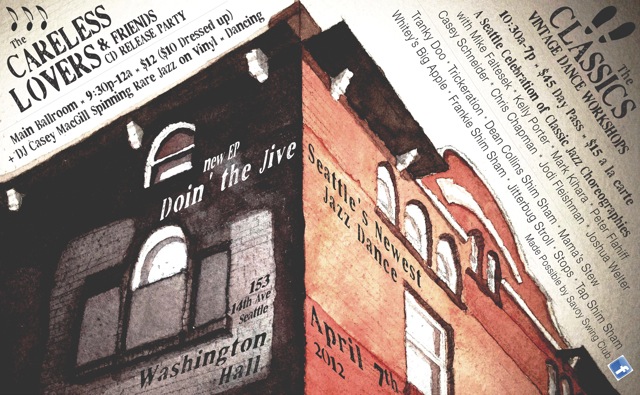 The
CARELESS
LOVERS & FRIENDS
CD RELEASE PARTY
Main Ballroom • 9:30p-12a • $12 ($10 Dressed up)
+ DJ Casey MacGill Spinning Rare Jazz on Vinyl • Dancing
new EP
Doin' the Jive
153
14th Ave
Seattle
Washington
Hall
Seattle's Newest
Jazz Dance
April 7th
2012
The
CLASSICS
VINTAGE DANCE WORKSHOPS
10:30a-7p • $45 Day Pass • $15 a la carte
A Seattle Celebration of Classic Jazz Choreographies
with Mike Faltesek • Kelly Porter • Mark Kihara • Peter Flahiff
Casey Schneider • Chris Chapman • Jodi Fleishman • Joshua Welter
Tranky Doo • Trickeration • Dean Collins Shim Sham • Mama's Stew
Whitey's Big Apple • Frankie Shim Sham • Jitterbug Stroll • Stops • Tap Shim Sham
Made Possible by Savoy Swing Club
f